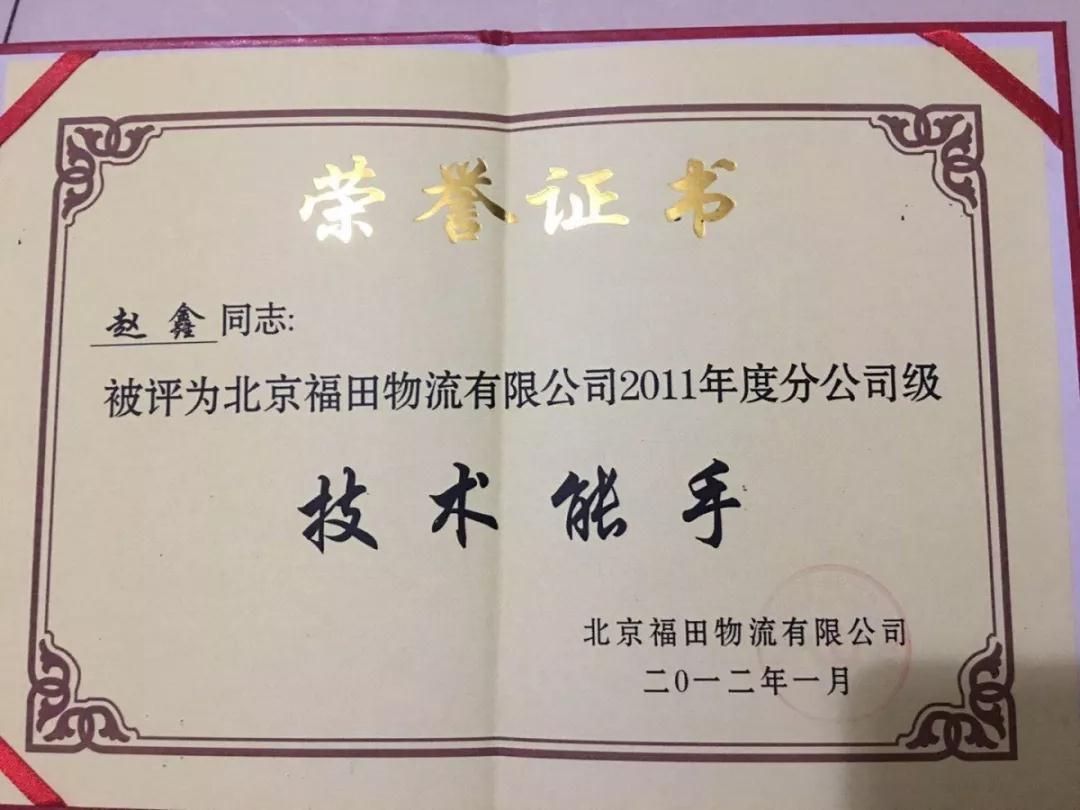 荣誉证书
赵鑫同志:
被评为北京福田物流有限公司2011年度分公司级
技术能手
北京福田物流有限公司
二0一二年一月